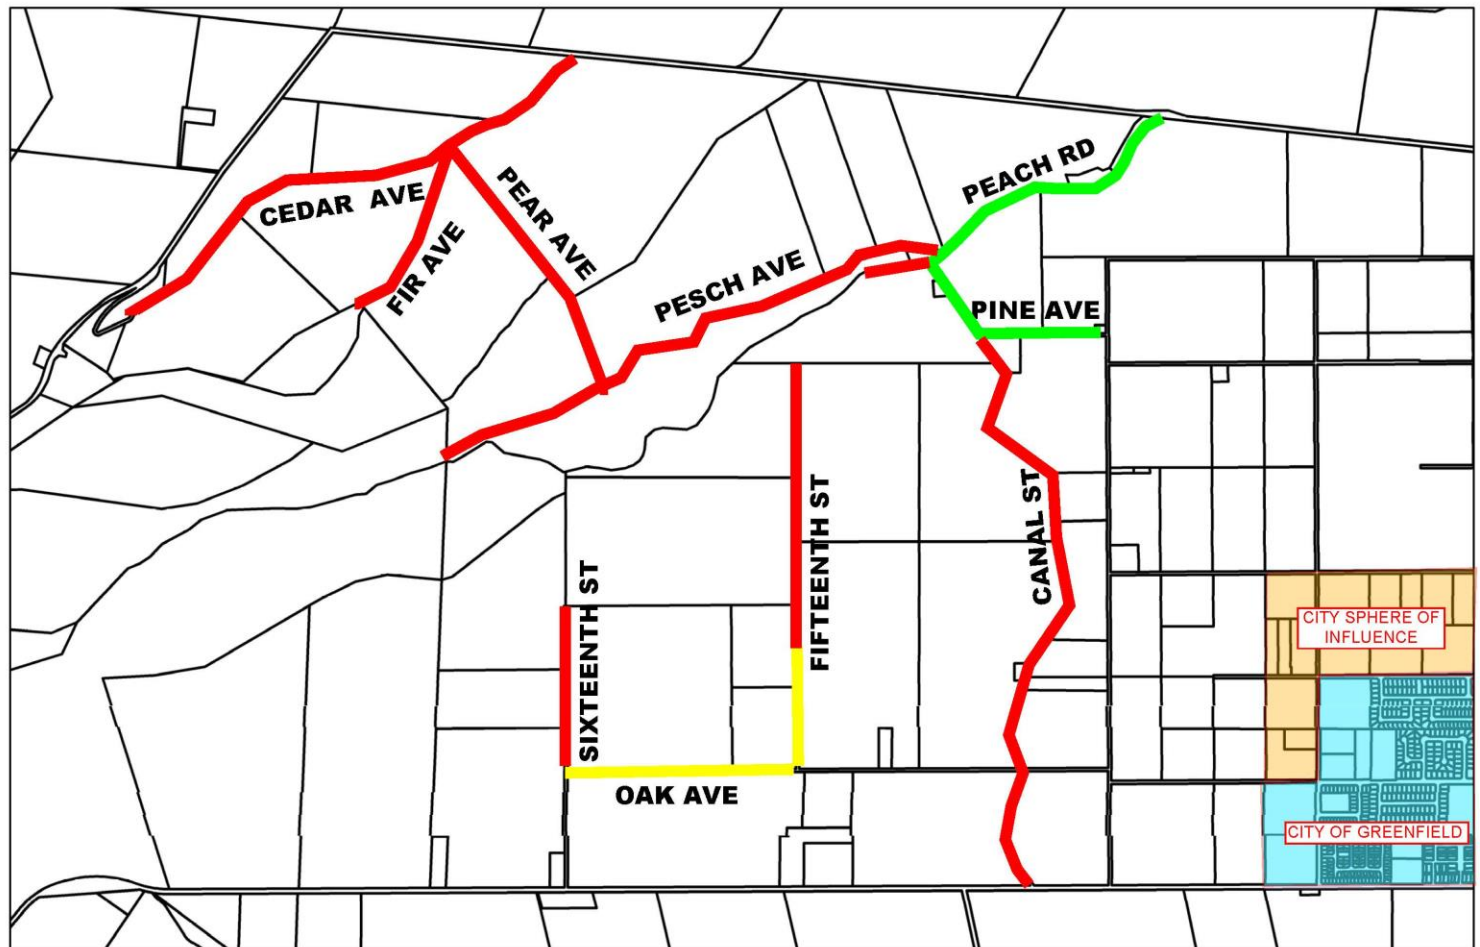 PEACH RD
CEDAR AVE
PEAR AVE
FIR AVE
PESCH AVE
PINE AVE
CANAL ST
FIFTEENTH ST
SIXTEENTH ST
OAK AVE
CITY SPHERE OF
INFLUENCE
CITY OF GREENFIELD